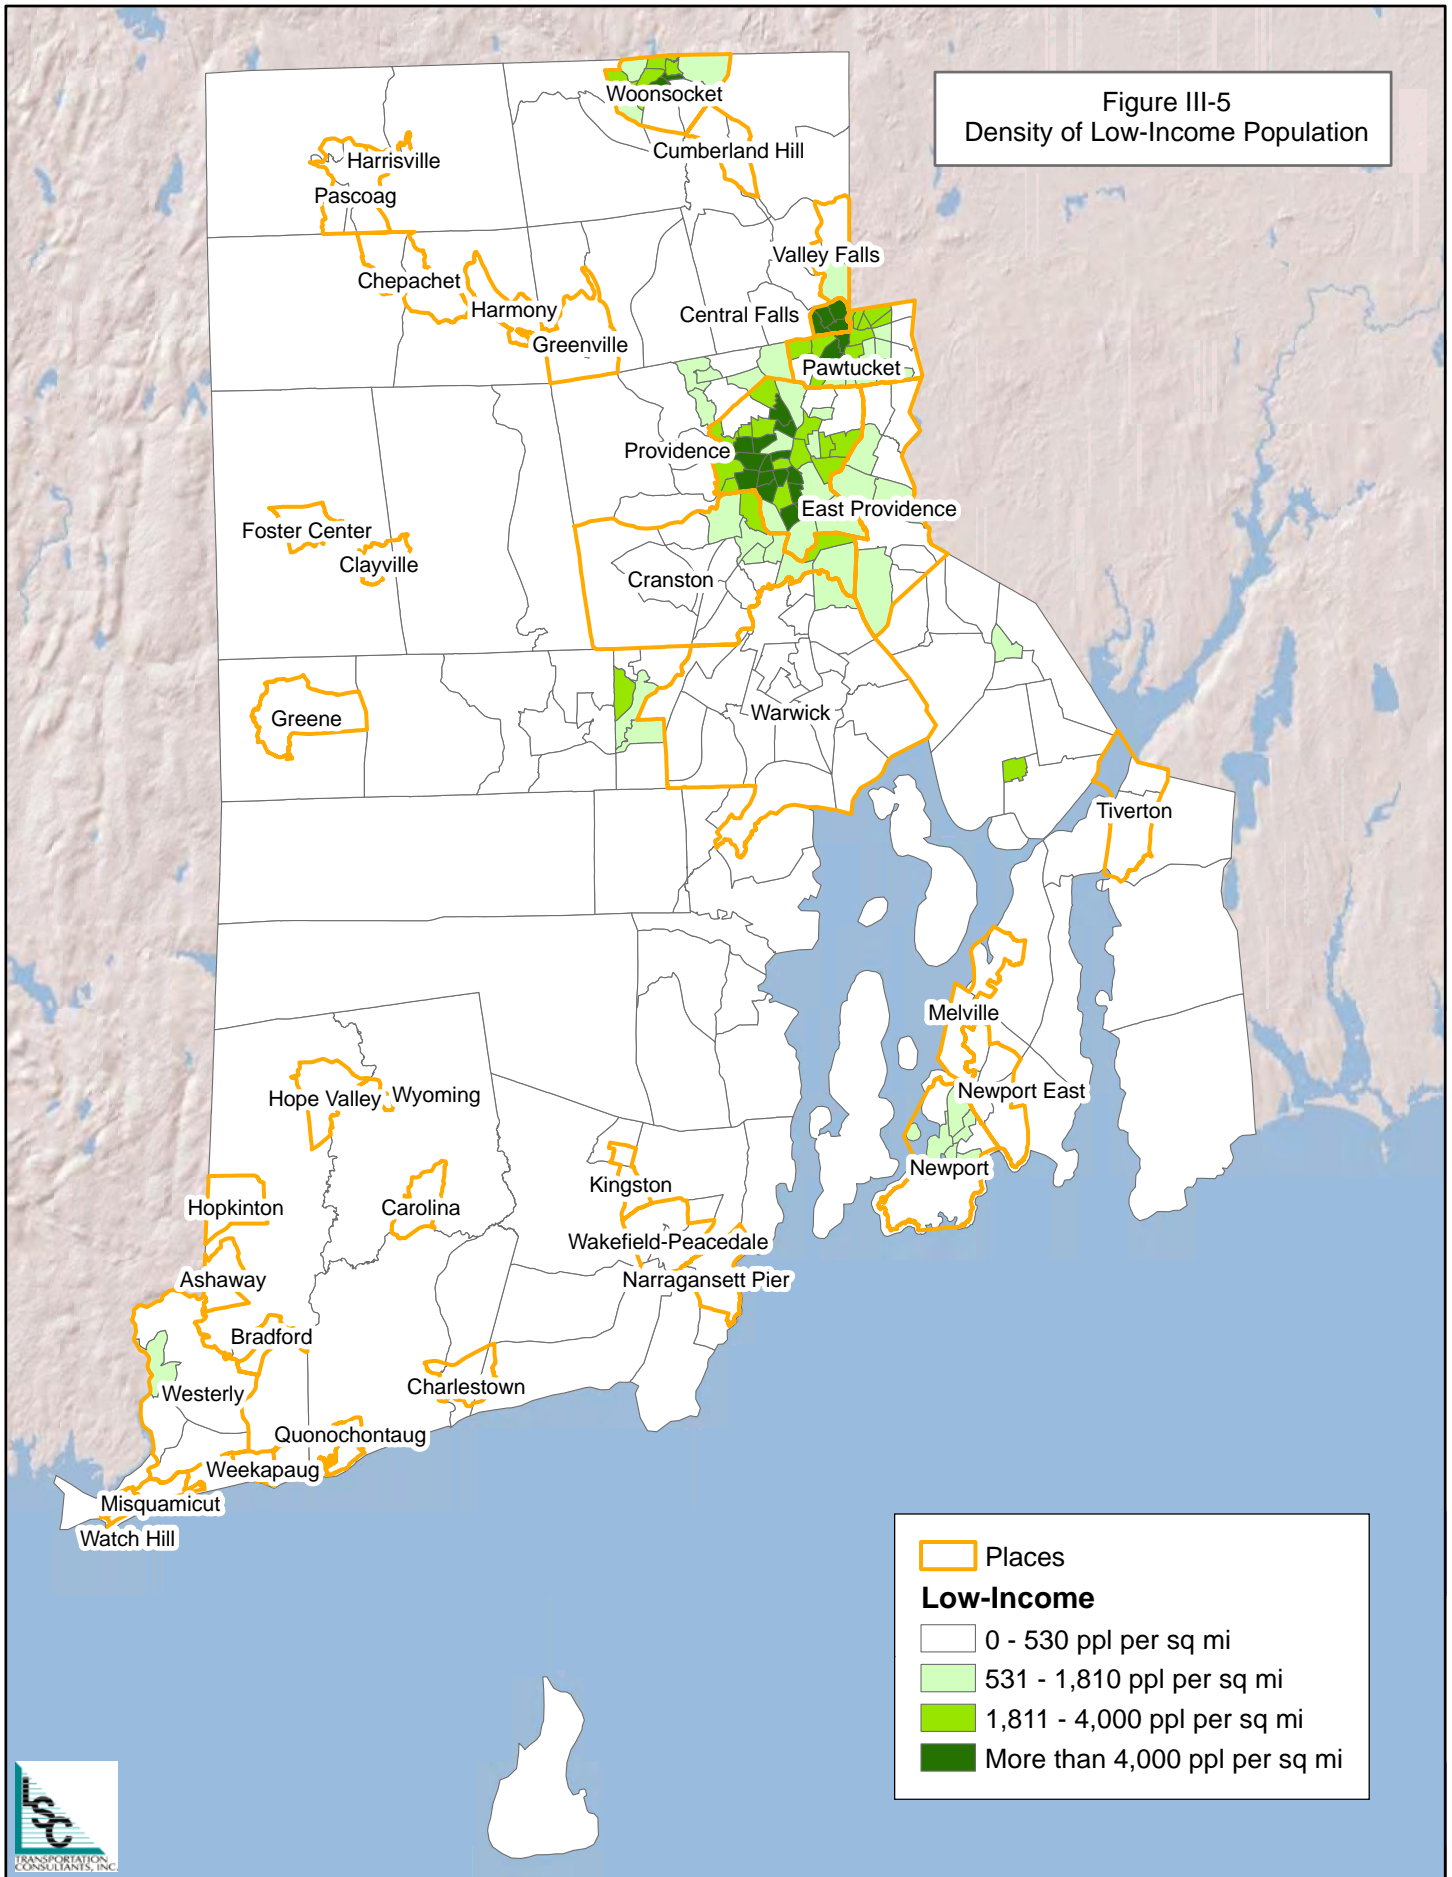 Figure III-5
Density of Low-Income Population
Woonsocket
Cumberland Hill
Harrisville
Pascoag
Valley Falls
Chepachet
Harmony
Central Falls
Greenville
Pawtucket
Providence
East Providence
Foster Center
Clayville
Cranston
Greene
Warwick
Tiverton
Melville
Hope Valley
Wyoming
Newport East
Newport
Kingston
Hopkinton
Carolina
Wakefield-Peacedale
Ashaway
Narragansett Pier
Bradford
Westerly
Charlestown
Quonochontaug
Weekapaug
Misquamicut
Watch Hill
Places
Low-Income
0 - 530 ppl per sq mi
531 - 1,810 ppl per sq mi
1,811 - 4,000 ppl per sq mi
More than 4,000 ppl per sq mi
LSC
TRANSPORTATION
CONSULTANTS, INC.